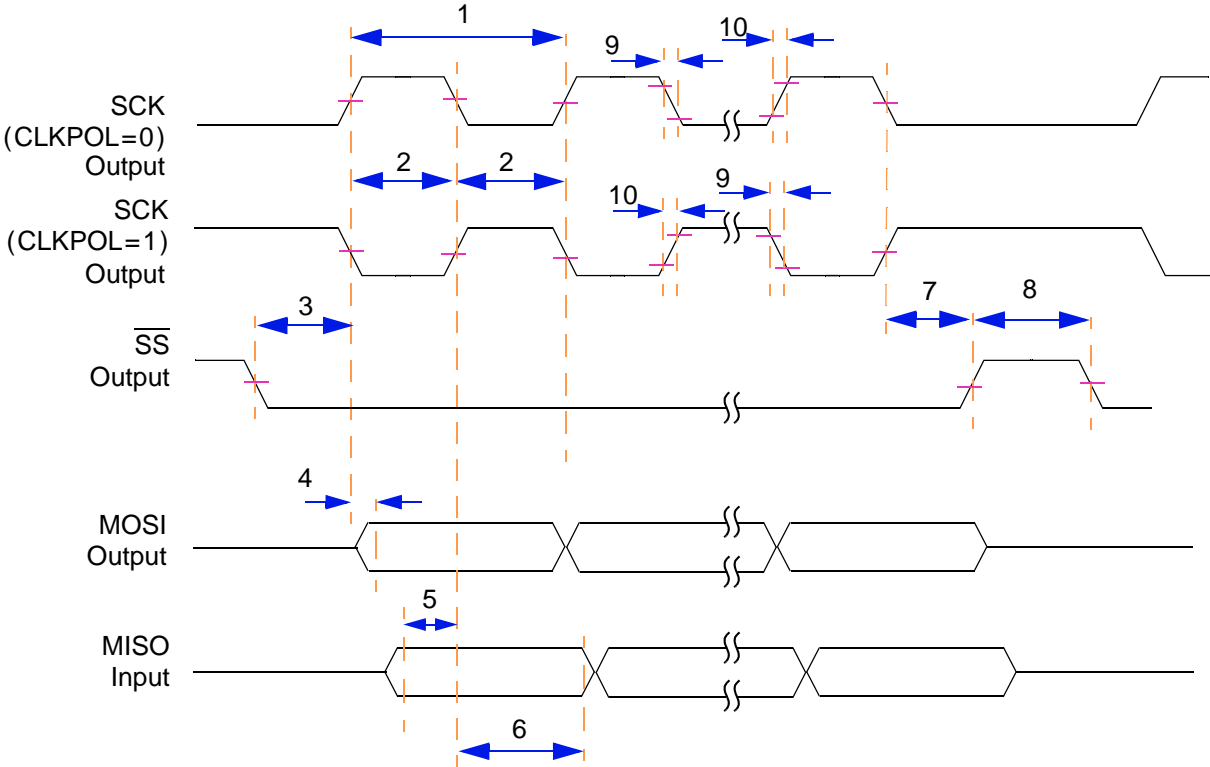 1
9
10
SCK
(CLKPOL=0)
Output
2
2
SCK
(CLKPOL=1)
Output
10
9
3
7
8
SS
Output
4
MOSI
Output
5
MISO
Input
6